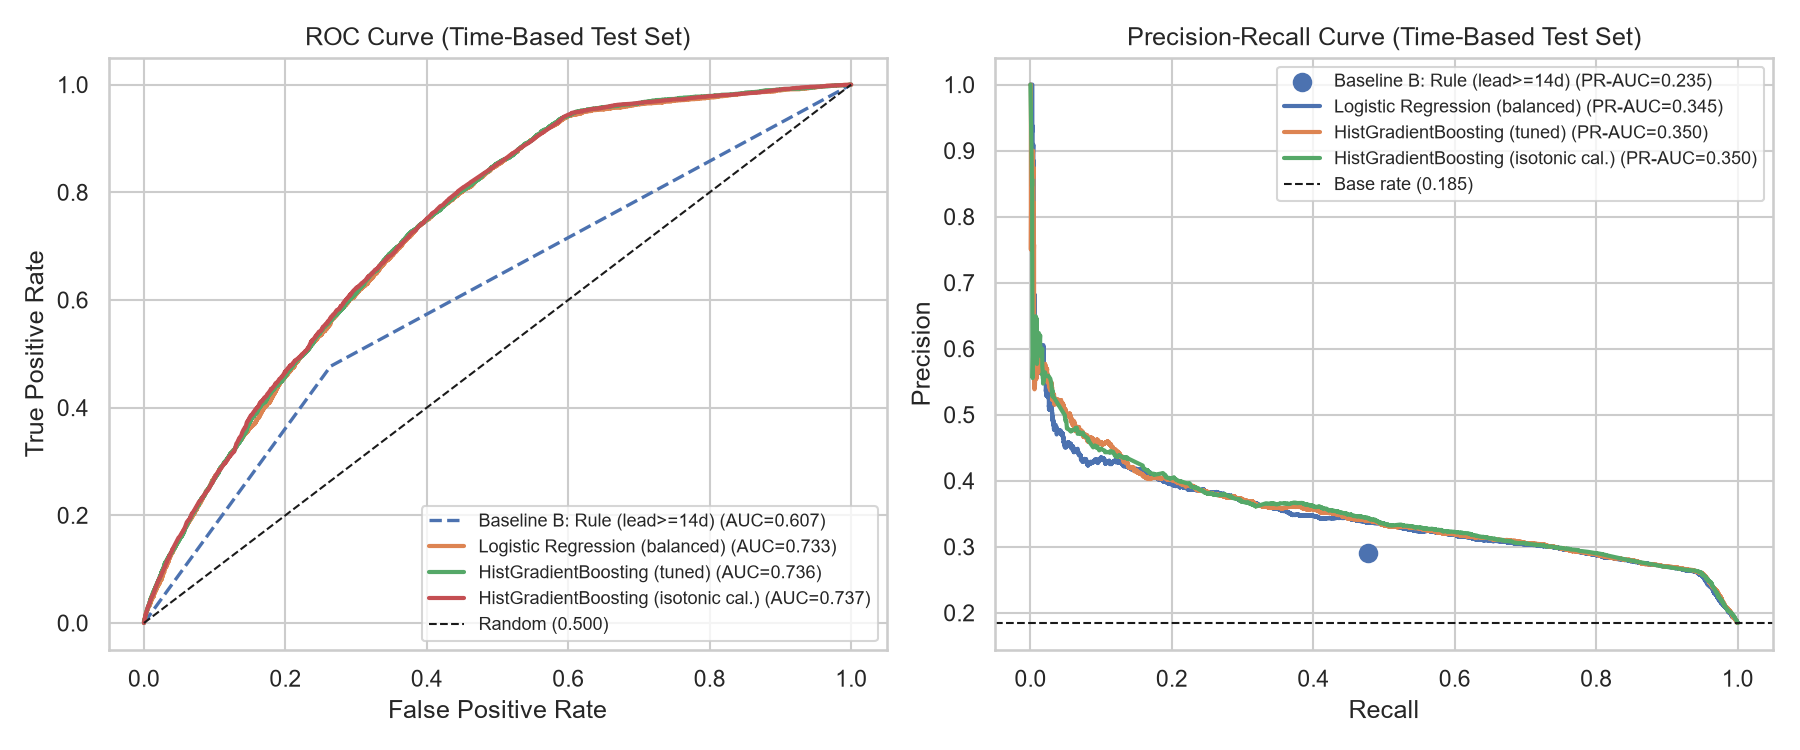 ROC Curve (Time-Based Test Set)
True Positive Rate
1.0
0.8
0.6
0.4
0.2
0.0
Baseline B: Rule (lead>=14d) (AUC=0.607)
Logistic Regression (balanced) (AUC=0.733)
HistGradientBoosting (tuned) (AUC=0.736)
HistGradientBoosting (isotonic cal.) (AUC=0.737)
Random (0.500)
0.0 0.2 0.4 0.6 0.8 1.0
False Positive Rate
Precision-Recall Curve (Time-Based Test Set)
Precision
1.0
0.9
0.8
0.7
0.6
0.5
0.4
0.3
0.2
Baseline B: Rule (lead>=14d) (PR-AUC=0.235)
Logistic Regression (balanced) (PR-AUC=0.345)
HistGradientBoosting (tuned) (PR-AUC=0.350)
HistGradientBoosting (isotonic cal.) (PR-AUC=0.350)
Base rate (0.185)
0.0 0.2 0.4 0.6 0.8 1.0
Recall